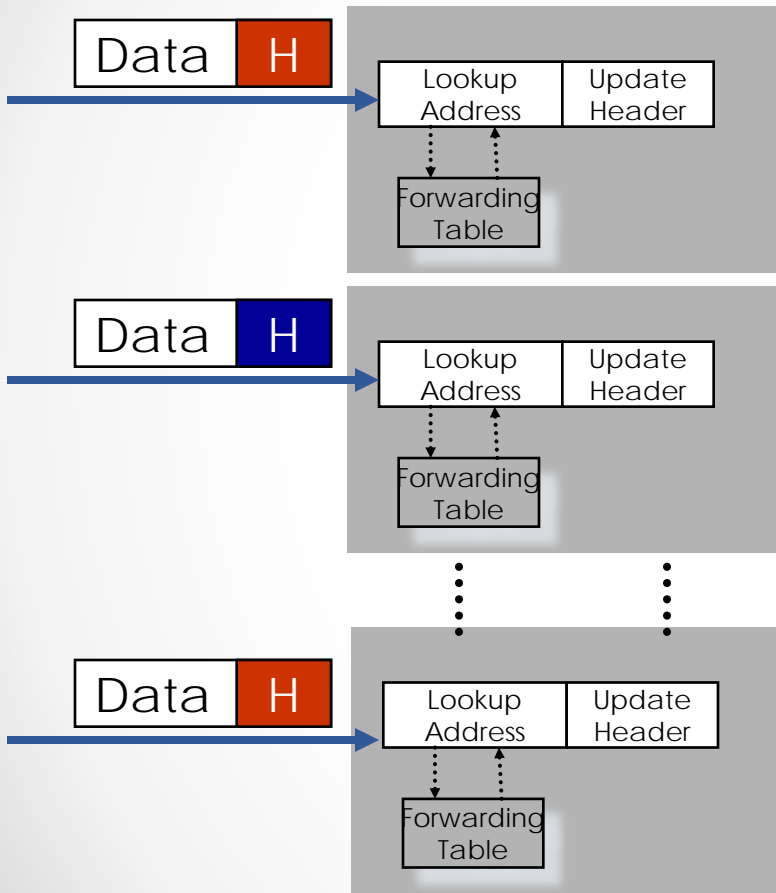 Data H
Lookup
Address
Update
Header
Forwarding
Table
Data H
Lookup
Address
Update
Header
Forwarding
Table
Data H
Lookup
Address
Update
Header
Forwarding
Table